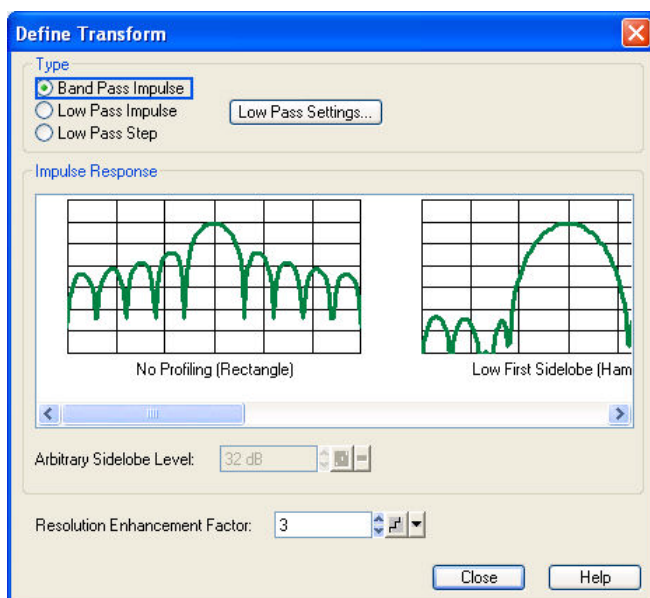 Define Transform
Type
Band Pass Impulse
Low Pass Impulse
Low Pass Settings...
Low Pass Step
Impulse Response
No Profiling (Rectangle)
Low First Sidelobe (Ham
Arbitrary Sidelobe Level:
32 dB
Resolution Enhancement Factor:
3
Close
Help